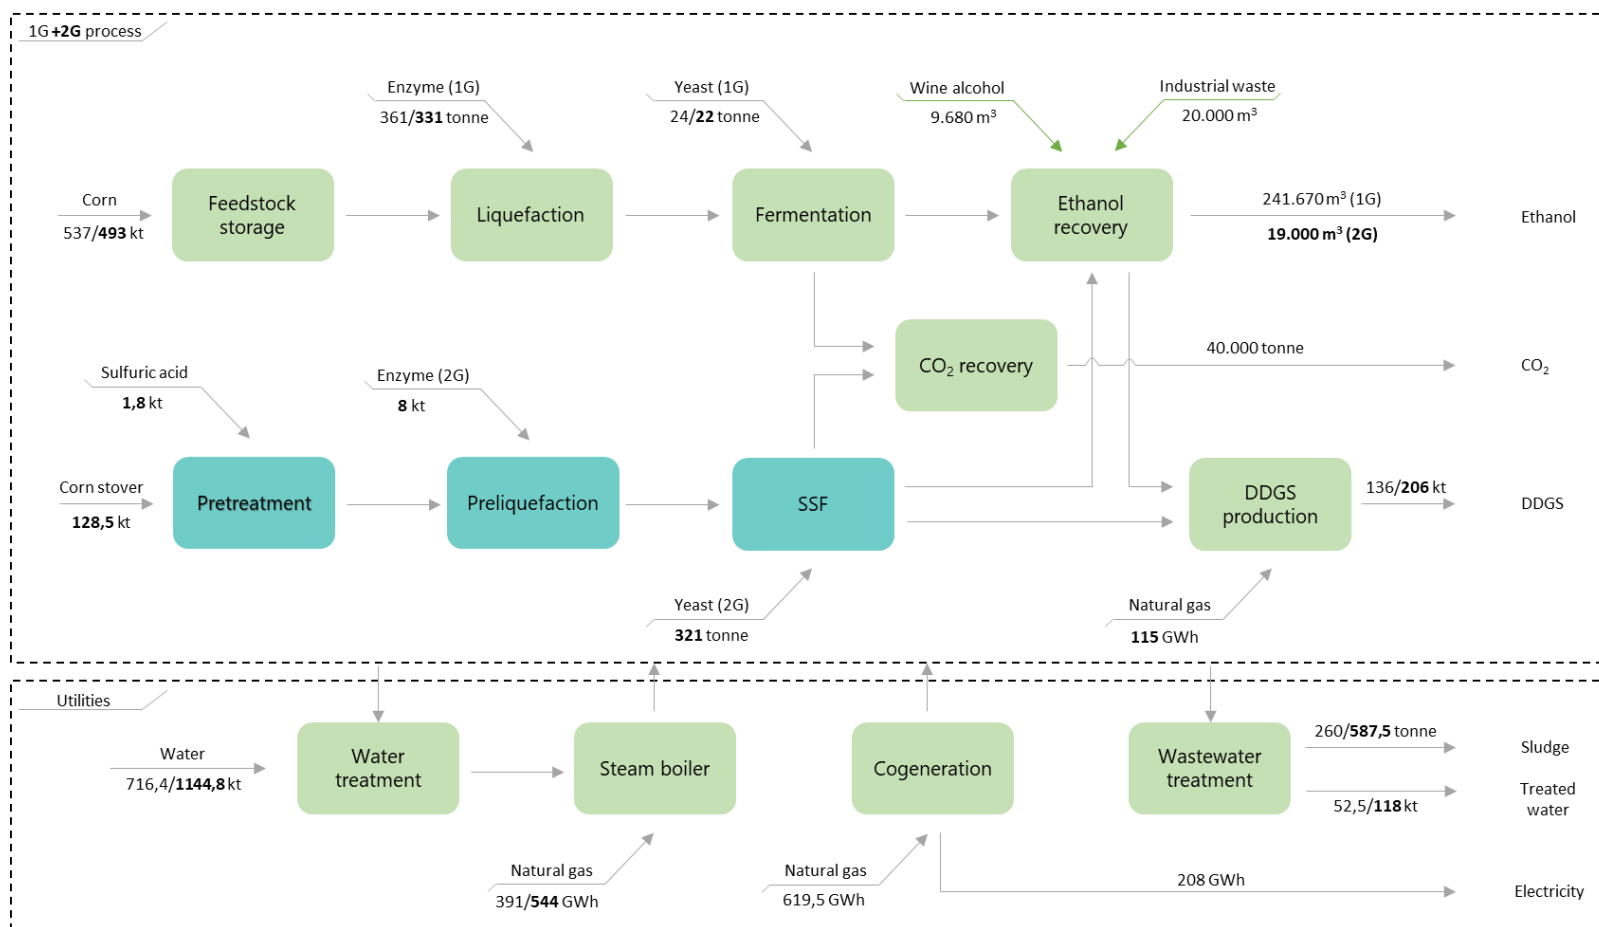 1G +2G process
Enzyme (1G)
361/331 tonne
Yeast (1G)
24/22 tonne
Wine alcohol
9.680 m³
Industrial waste
20.000 m³
Corn
537/493 kt
Feedstock
storage
Liquefaction
Fermentation
Ethanol
recovery
241.670 m³ (1G)
19.000 m³ (2G)
Ethanol
Sulfuric acid
1,8 kt
Enzyme (2G)
8 kt
CO₂ recovery
40.000 tonne
CO₂
Corn stover
128,5 kt
Pretreatment
Preliquefaction
SSF
DDGS
production
136/206 kt
DDGS
Yeast (2G)
321 tonne
Natural gas
115 GWh
Utilities
Water
716,4/1144,8 kt
Water
treatment
Steam boiler
Cogeneration
Wastewater
treatment
260/587,5 tonne
Sludge
52,5/118 kt
Treated
water
Natural gas
391/544 GWh
Natural gas
619,5 GWh
208 GWh
Electricity